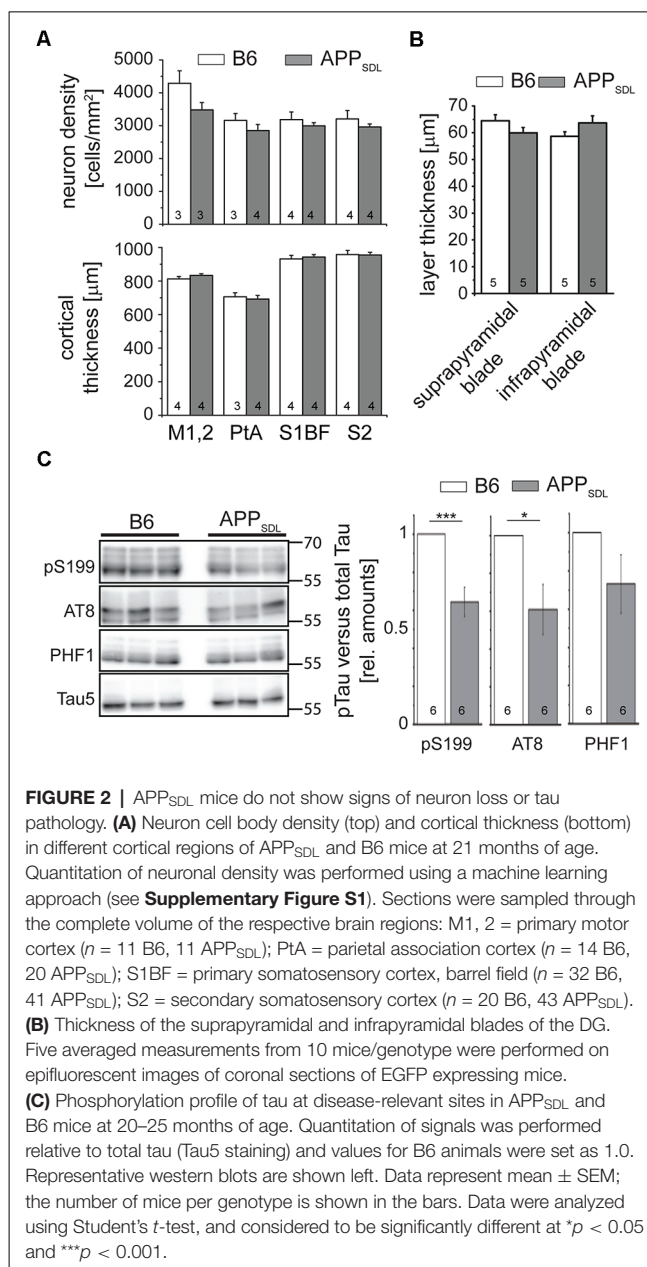 A
B6 APPSDL
neuron density
[cells/mm²]
5000
4000
3000
2000
1000
0
3 3 3 4 4 4 4 4
cortical
thickness [µm]
1000
800
600
400
200
0
4 4 3 4 4 4 4 4
M1,2 PtA S1BF S2
B
B6 APPSDL
layer thickness [µm]
70
60
50
40
30
20
10
0
5 5 5 5
suprapyramidal
blade
infrapyramidal
blade
C
B6 APPSDL
pS199
AT8
PHF1
Tau5
70
55
55
55
55
B6 APPSDL
pTau versus total Tau
[rel. amounts]
1
0.5
0
*** *
6 6 6 6 6 6
pS199 AT8 PHF1
FIGURE 2 | APPSDL mice do not show signs of neuron loss or tau
pathology. (A) Neuron cell body density (top) and cortical thickness (bottom)
in different cortical regions of APPSDL and B6 mice at 21 months of age.
Quantitation of neuronal density was performed using a machine learning
approach (see Supplementary Figure S1). Sections were sampled through
the complete volume of the respective brain regions: M1, 2 = primary motor
cortex (n = 11 B6, 11 APPSDL); PtA = parietal association cortex (n = 14 B6,
20 APPSDL); S1BF = primary somatosensory cortex, barrel field (n = 32 B6,
41 APPSDL); S2 = secondary somatosensory cortex (n = 20 B6, 43 APPSDL).
(B) Thickness of the suprapyramidal and infrapyramidal blades of the DG.
Five averaged measurements from 10 mice/genotype were performed on
epifluorescent images of coronal sections of EGFP expressing mice.
(C) Phosphorylation profile of tau at disease-relevant sites in APPSDL and
B6 mice at 20–25 months of age. Quantitation of signals was performed
relative to total tau (Tau5 staining) and values for B6 animals were set as 1.0.
Representative western blots are shown left. Data represent mean ± SEM;
the number of mice per genotype is shown in the bars. Data were analyzed
using Student's t-test, and considered to be significantly different at *p < 0.05
and ***p < 0.001.